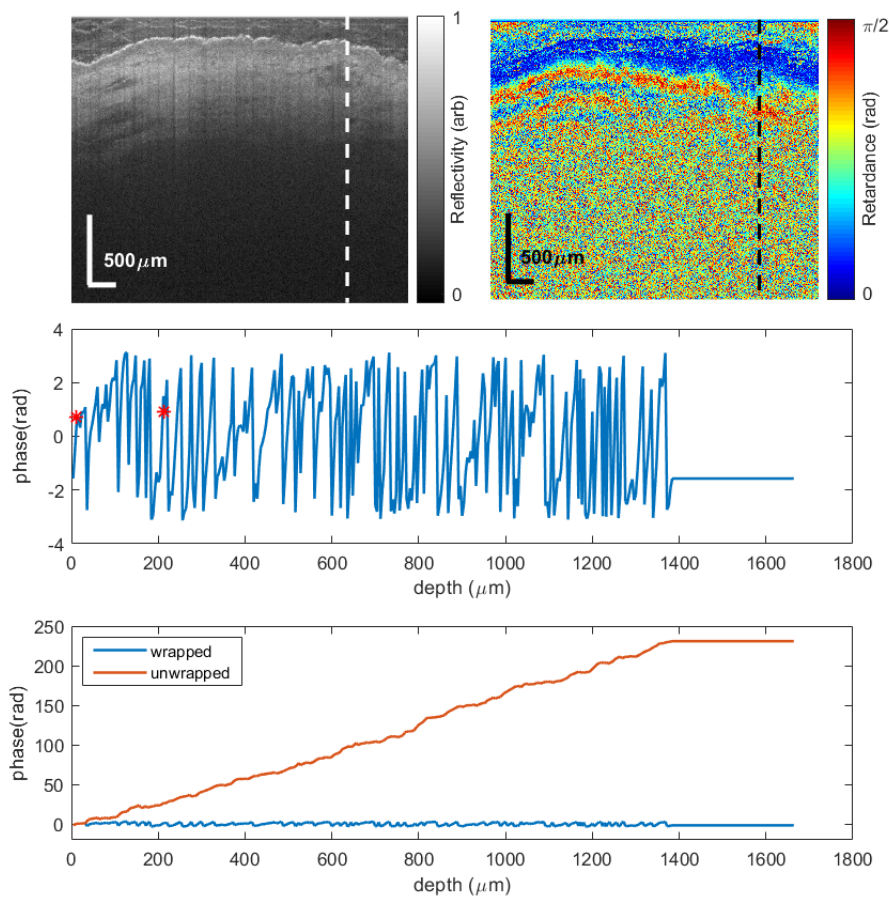 1
Reflectivity (arb)
0
500μm
π/2
Retardance (rad)
0
500μm
4
2
0
-2
-4
phase(rad)
0 200 400 600 800 1000 1200 1400 1600 1800
depth (μm)
250
200
150
100
50
0
phase(rad)
wrapped
unwrapped
0 200 400 600 800 1000 1200 1400 1600 1800
depth (μm)